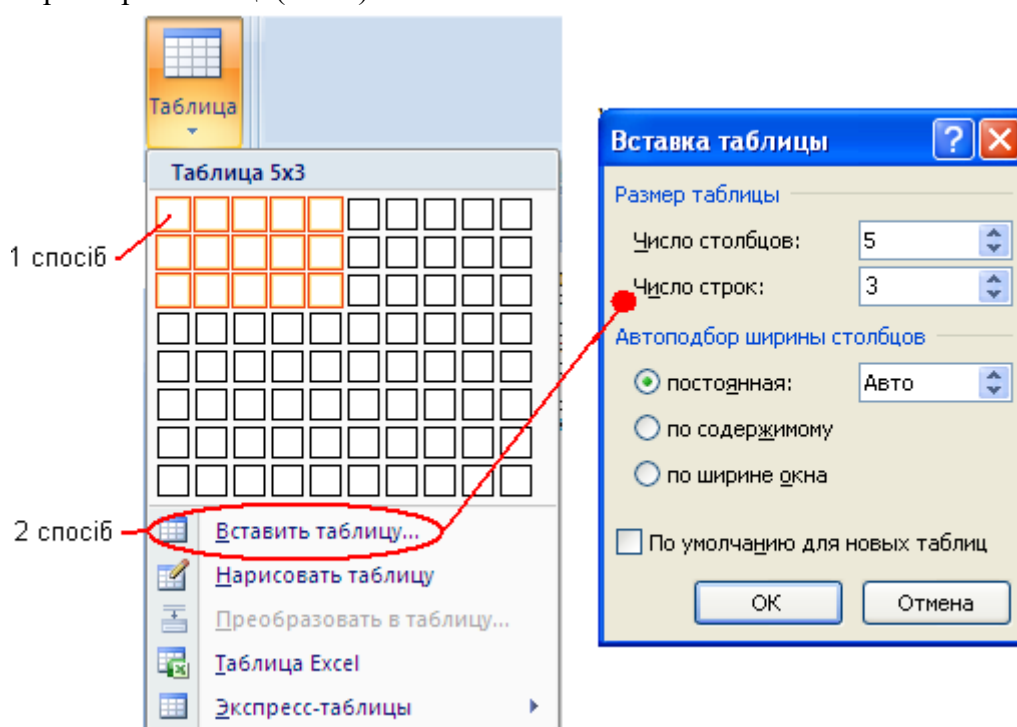 Таблица
Таблица 5x3
1 спосіб
2 спосіб
Вставить таблицу...
Нарисовать таблицу
Преобразовать в таблицу...
Таблица Excel
Экспресс-таблицы
Вставка таблицы
Размер таблицы
Число столбцов: 5
Число строк: 3
Автоподбор ширины столбцов
постоянная: Авто
по содержимому
по ширине окна
По умолчанию для новых таблиц
ОК Отмена